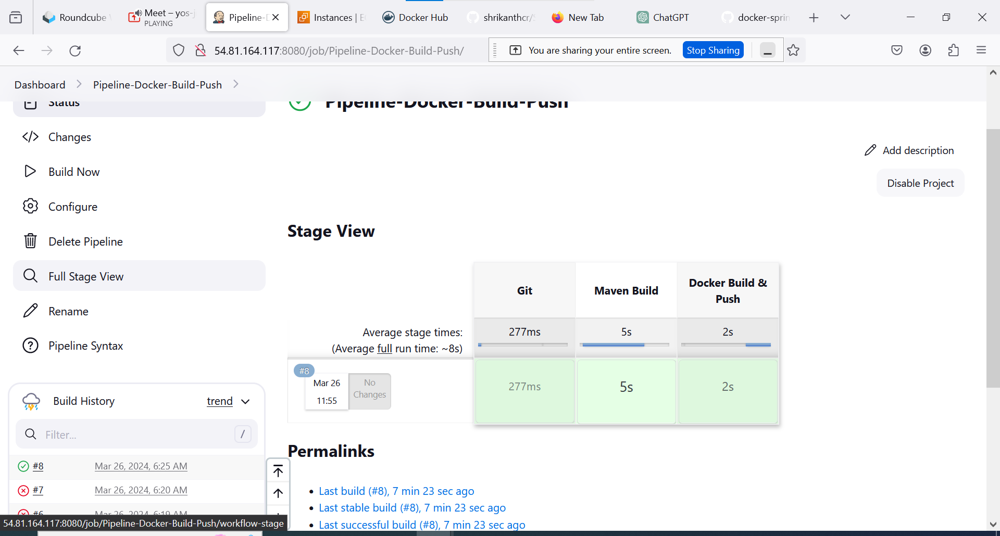 Roundcube
Meet – yos-j
PLAYING
Pipeline-D
Instances | E
Docker Hub
shrikanthcr/S
New Tab
ChatGPT
docker-sprin
54.81.164.117:8080/job/Pipeline-Docker-Build-Push/
You are sharing your entire screen.
Stop Sharing
Dashboard
Pipeline-Docker-Build-Push
Status
Changes
Build Now
Configure
Delete Pipeline
Full Stage View
Rename
Pipeline Syntax
Build History
trend
Filter...
/
#8
Mar 26, 2024, 6:25 AM
#7
Mar 26, 2024, 6:20 AM
#6
Mar 26, 2024, 6:19 AM
54.81.164.117:8080/job/Pipeline-Docker-Build-Push/workflow-stage
Pipeline-Docker-Build-Push
Add description
Disable Project
Stage View
Git
Maven Build
Docker Build &
Push
Average stage times:
(Average full run time: ~8s)
277ms
5s
2s
#8
Mar 26
11:55
No
Changes
277ms
5s
2s
Permalinks
Last build (#8), 7 min 23 sec ago
Last stable build (#8), 7 min 23 sec ago
Last successful build (#8), 7 min 23 sec ago